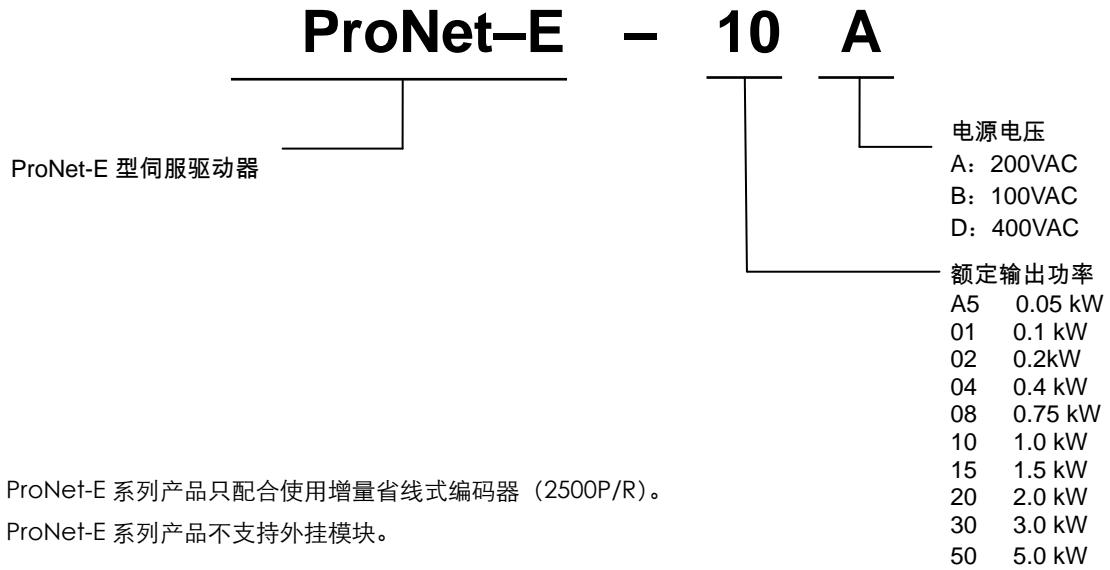 ProNet–E – 10 A
ProNet-E 型伺服驱动器
电源电压
A：200VAC
B：100VAC
D：400VAC
额定输出功率
A5 0.05 kW
01 0.1 kW
02 0.2kW
04 0.4 kW
08 0.75 kW
10 1.0 kW
15 1.5 kW
20 2.0 kW
30 3.0 kW
50 5.0 kW
ProNet-E 系列产品只配合使用增量省线式编码器（2500P/R）。
ProNet-E 系列产品不支持外挂模块。